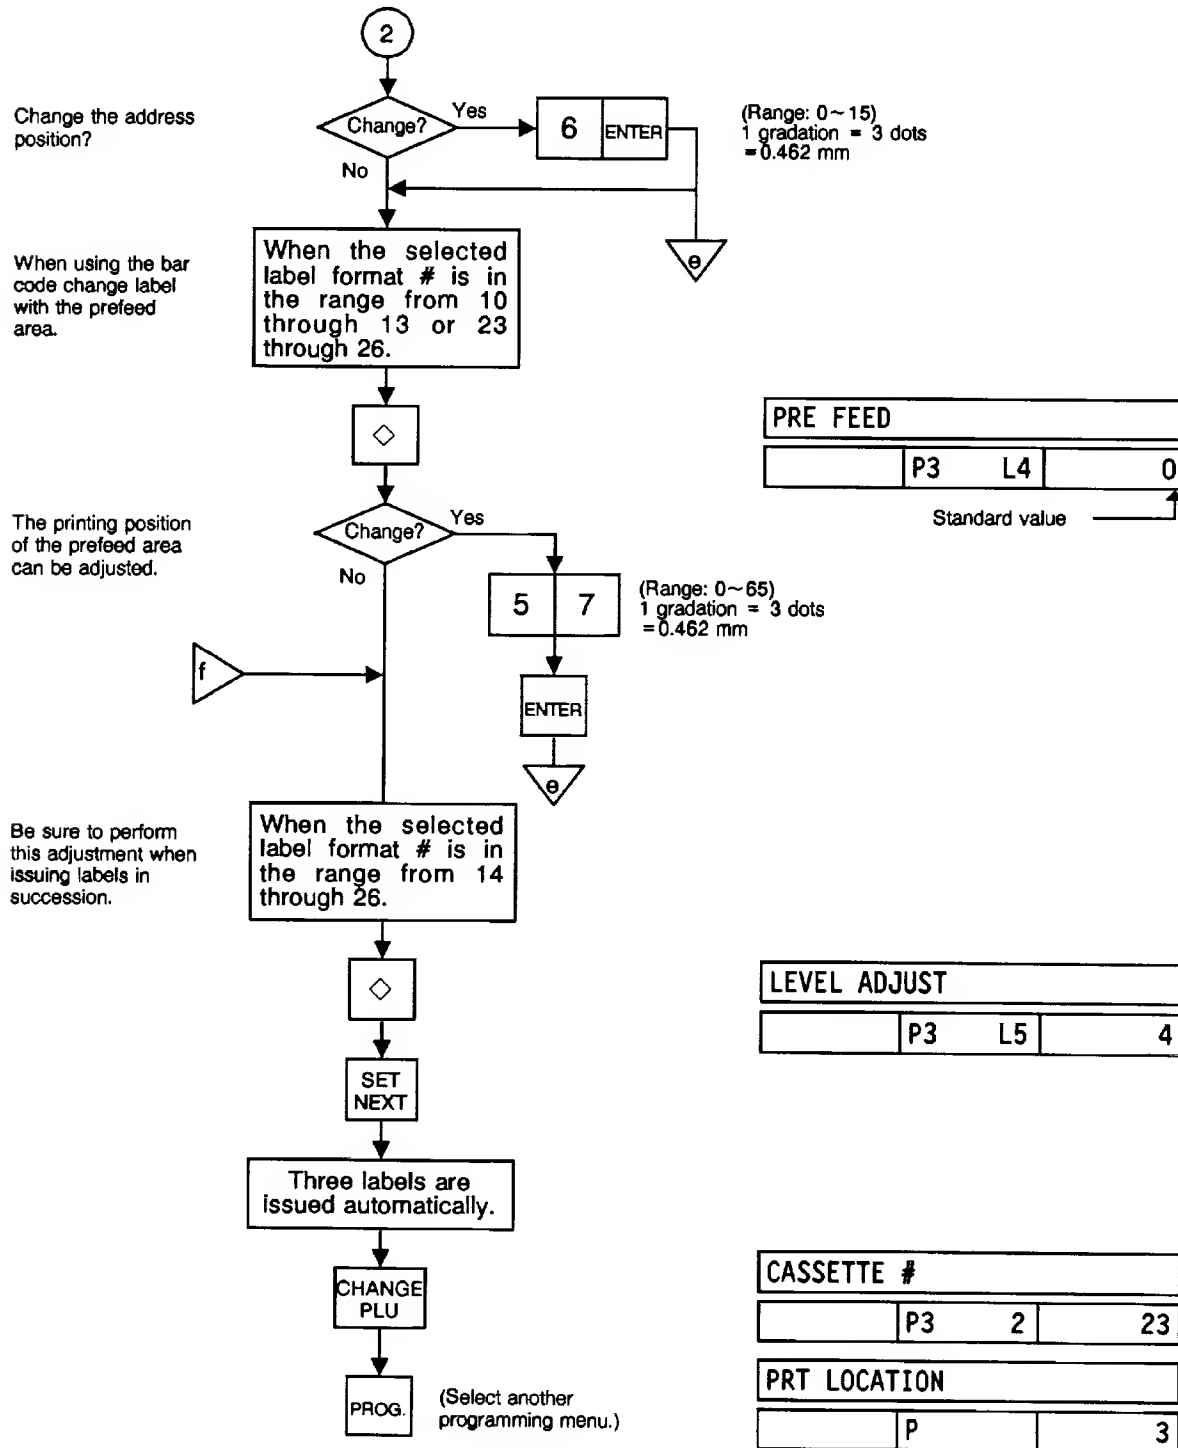 2
Change the address
position?
Change?
Yes
No
6 ENTER
(Range: 0~15)
1 gradation = 3 dots
=0.462 mm
e
When using the bar
code change label
with the prefeed
area.
When the selected
label format # is in
the range from 10
through 13 or 23
through 26.
◇
PRE FEED
P3 L4 0
Standard value
The printing position
of the prefeed area
can be adjusted.
Change?
Yes
No
5 7
(Range: 0~65)
1 gradation = 3 dots
=0.462 mm
ENTER
e
f
Be sure to perform
this adjustment when
issuing labels in
succession.
When the selected
label format # is in
the range from 14
through 26.
◇
LEVEL ADJUST
P3 L5 4
SET
NEXT
Three labels are
issued automatically.
CHANGE
PLU
CASSETTE #
P3 2 23
PROG.
(Select another
programming menu.)
PRT LOCATION
P 3